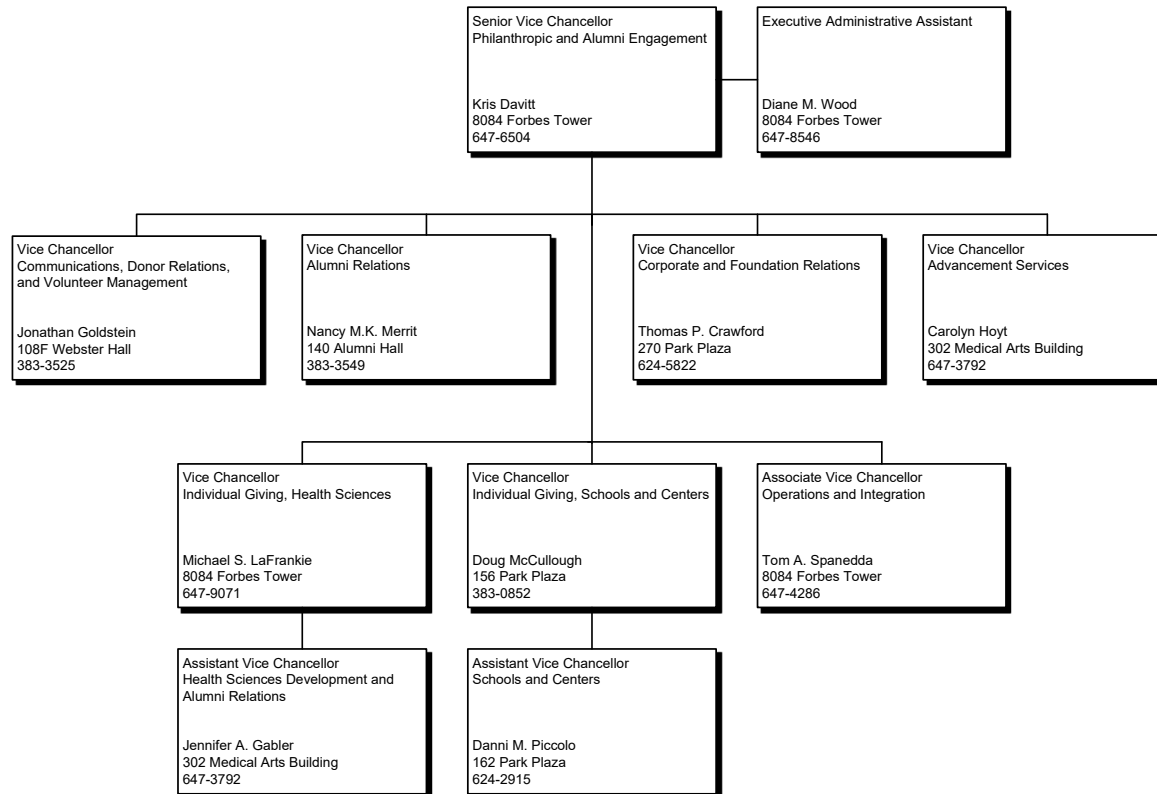 Senior Vice Chancellor
Philanthropic and Alumni Engagement
Kris Davitt
8084 Forbes Tower
647-6504
Executive Administrative Assistant
Diane M. Wood
8084 Forbes Tower
647-8546
Vice Chancellor
Communications, Donor Relations,
and Volunteer Management
Jonathan Goldstein
108F Webster Hall
383-3525
Vice Chancellor
Alumni Relations
Nancy M.K. Merrit
140 Alumni Hall
383-3549
Vice Chancellor
Corporate and Foundation Relations
Thomas P. Crawford
270 Park Plaza
624-5822
Vice Chancellor
Advancement Services
Carolyn Hoyt
302 Medical Arts Building
647-3792
Vice Chancellor
Individual Giving, Health Sciences
Michael S. LaFrankie
8084 Forbes Tower
647-9071
Vice Chancellor
Individual Giving, Schools and Centers
Doug McCullough
156 Park Plaza
383-0852
Associate Vice Chancellor
Operations and Integration
Tom A. Spanedda
8084 Forbes Tower
647-4286
Assistant Vice Chancellor
Health Sciences Development and
Alumni Relations
Jennifer A. Gabler
302 Medical Arts Building
647-3792
Assistant Vice Chancellor
Schools and Centers
Danni M. Piccolo
162 Park Plaza
624-2915